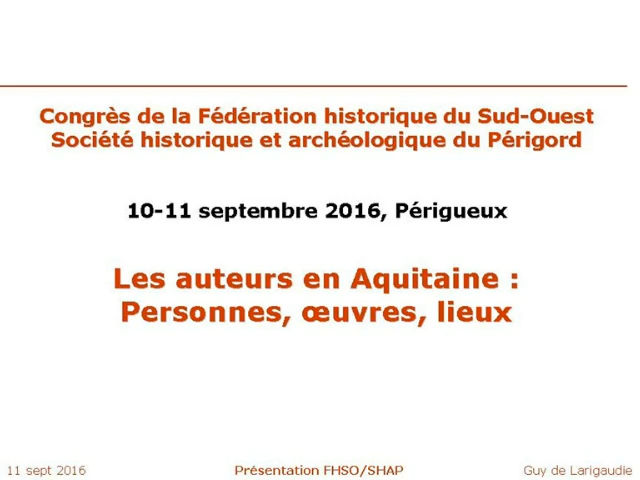 Congrès de la Fédération historique du Sud-Ouest
Société historique et archéologique du Périgord
10-11 septembre 2016, Périgueux
Les auteurs en Aquitaine :
Personnes, œuvres, lieux
11 sept 2016
Présentation FHSO/SHAP
Guy de Larigaudie